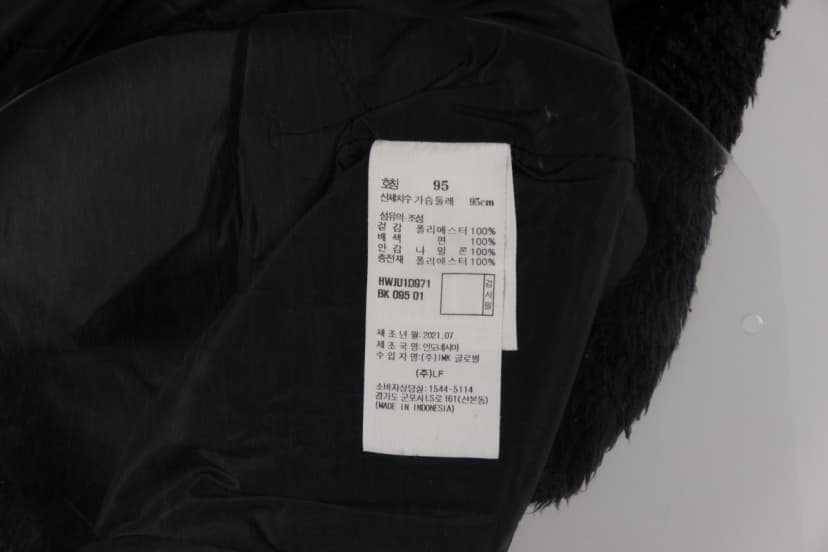 호칭 95
신체치수 가슴둘레 95cm
섬유의 조성
겉 감 폴리에스터 100%
배 색 면 100%
안 감 나 일 론 100%
충전재 폴리에스터 100%
HWJU1D971
BK 095 01
검사필
제 조 년 월: 2021.07
제 조 국 명: 인도네시아
수 입 자 명: (주)JMK 글로벌
(주)LF
소비자상담실: 1544-5114
경기도 군포시 LS로 161(산본동)
(MADE IN INDONESIA)